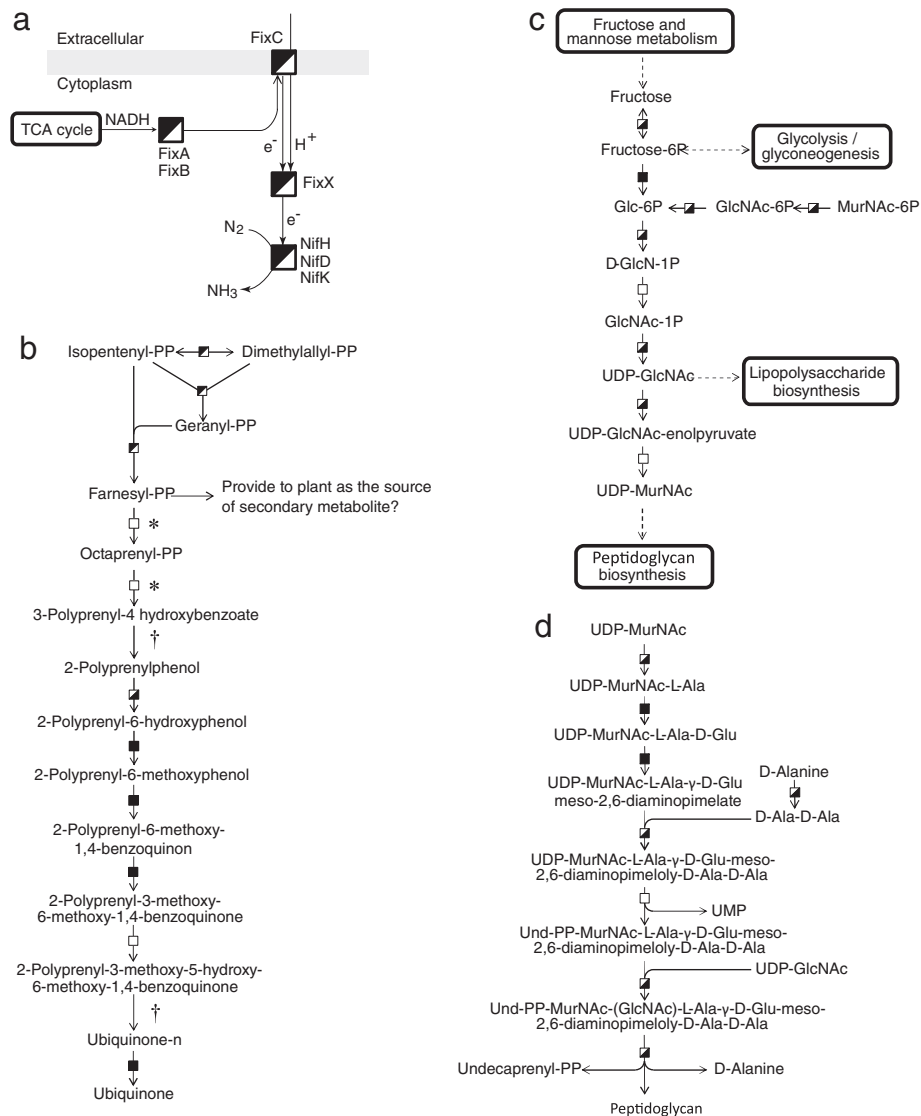 a
Extracellular
FixC
Cytoplasm
TCA cycle
NADH
FixA
FixB
e-
H+
FixX
e-
N2
NifH
NifD
NifK
NH3
b
Isopentenyl-PP
Dimethylallyl-PP
Geranyl-PP
Farnesyl-PP
Provide to plant as the source
of secondary metabolite?
*
Octaprenyl-PP
*
3-Polyprenyl-4 hydroxybenzoate
†
2-Polyprenylphenol
2-Polyprenyl-6-hydroxyphenol
2-Polyprenyl-6-methoxyphenol
2-Polyprenyl-6-methoxy-
1,4-benzoquinon
2-Polyprenyl-3-methoxy-
6-methoxy-1,4-benzoquinone
2-Polyprenyl-3-methoxy-5-hydroxy-
6-methoxy-1,4-benzoquinone
†
Ubiquinone-n
Ubiquinone
c
Fructose and
mannose metabolism
Fructose
Fructose-6P
Glycolysis /
glyconeogenesis
Glc-6P
GlcNAc-6P
MurNAc-6P
D-GlcN-1P
GlcNAc-1P
UDP-GlcNAc
Lipopolysaccharide
biosynthesis
UDP-GlcNAc-enolpyruvate
UDP-MurNAc
Peptidoglycan
biosynthesis
d
UDP-MurNAc
UDP-MurNAc-L-Ala
UDP-MurNAc-L-Ala-D-Glu
UDP-MurNAc-L-Ala-γ-D-Glu
meso-2,6-diaminopimelate
D-Alanine
D-Ala-D-Ala
UDP-MurNAc-L-Ala-γ-D-Glu-meso-
2,6-diaminopimeloly-D-Ala-D-Ala
UMP
Und-PP-MurNAc-L-Ala-γ-D-Glu-meso-
2,6-diaminopimeloly-D-Ala-D-Ala
UDP-GlcNAc
Und-PP-MurNAc-(GlcNAc)-L-Ala-γ-D-Glu-meso-
2,6-diaminopimeloly-D-Ala-D-Ala
Undecaprenyl-PP
D-Alanine
Peptidoglycan